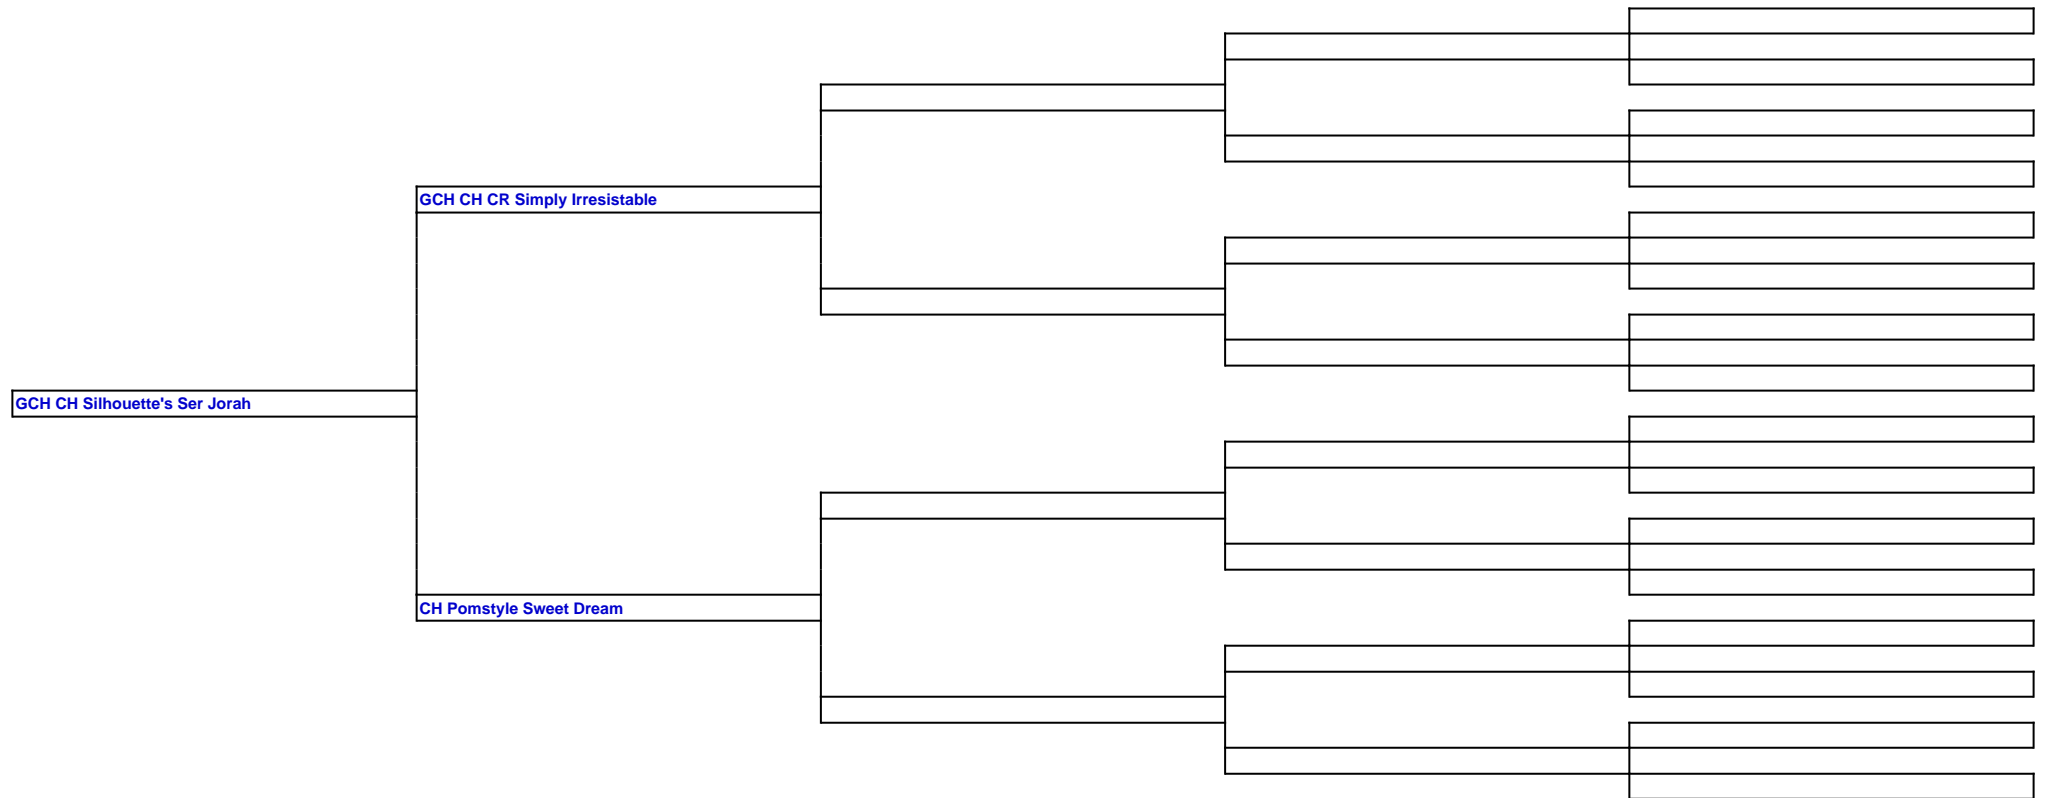 GCH CH CR Simply Irresistable
GCH CH Silhouette's Ser Jorah
CH Pomstyle Sweet Dream